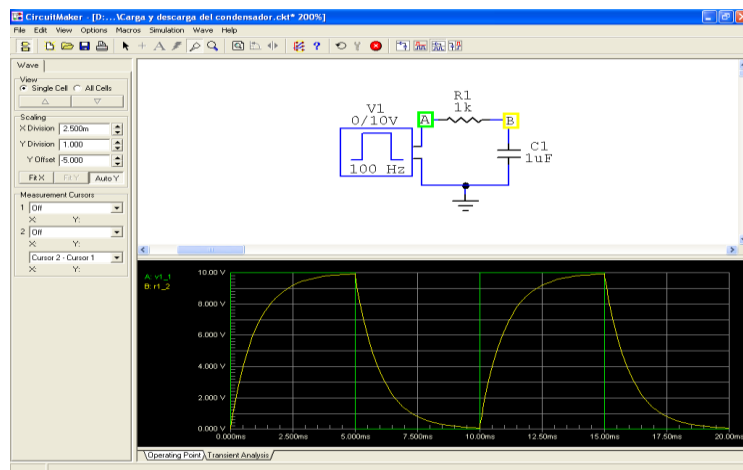 CircuitMaker - [D:...\Carga y descarga del condensador.ckt* 200%]
File Edit View Options Macros Simulation Wave Help
Wave
View
Single Cell All Cells
Scaling
X Division 2.500m
Y Division 1.000
Y Offset -5.000
Fit X Fit Y Auto Y
Measurement Cursors
1 Off
X: Y:
2 Off
X: Y:
Cursor 2 - Cursor 1
X: Y:
V1
0/10V
100 Hz
A
R1
1k
B
C1
1uF
A: v1_1
B: r1_2
10.00 V
8.000 V
6.000 V
4.000 V
2.000 V
0.000 V
0.000ms 2.500ms 5.000ms 7.500ms 10.00ms 12.50ms 15.00ms 17.50ms 20.00ms
Operating Point Transient Analysis